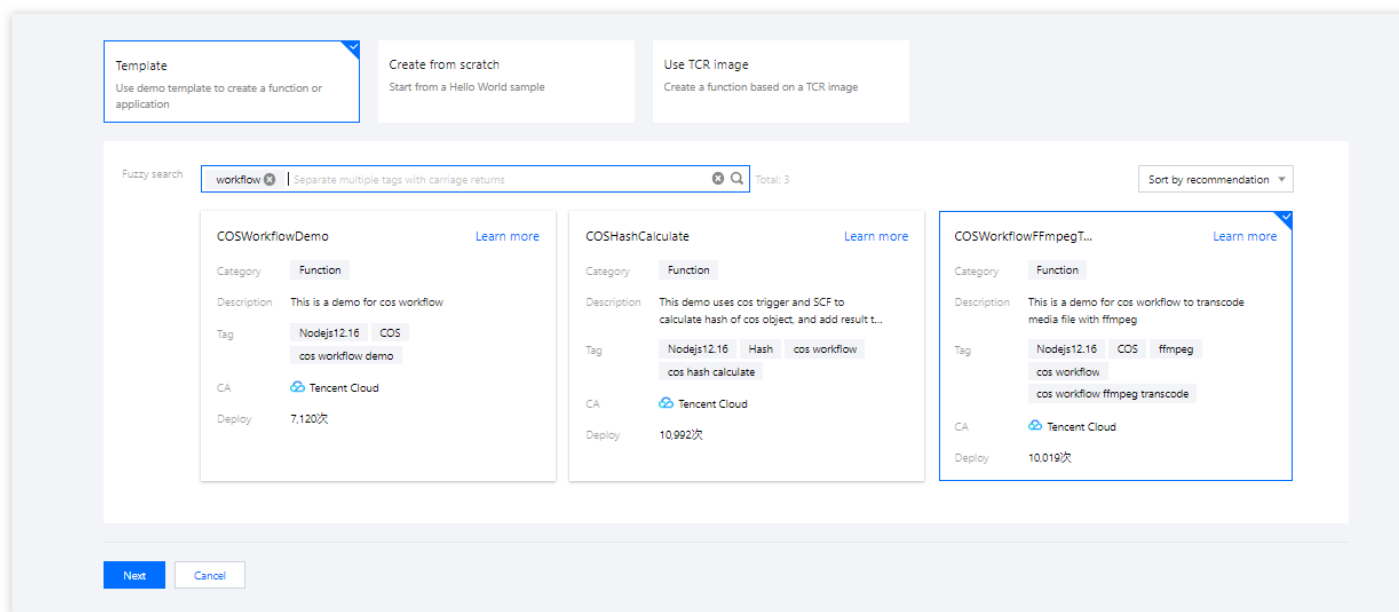 Template
Use demo template to create a function or
application
Create from scratch
Start from a Hello World sample
Use TCR image
Create a function based on a TCR image
Fuzzy search
workflow
Separate multiple tags with carriage returns
Total: 3
Sort by recommendation
COSWorkflowDemo
Learn more
Category
Function
Description
This is a demo for cos workflow
Tag
Nodejs12.16
COS
cos workflow demo
CA
Tencent Cloud
Deploy
7,120次
COSHashCalculate
Learn more
Category
Function
Description
This demo uses cos trigger and SCF to
calculate hash of cos object, and add result t...
Tag
Nodejs12.16
Hash
cos workflow
cos hash calculate
CA
Tencent Cloud
Deploy
10,992次
COSWorkflowFFmpegT...
Learn more
Category
Function
Description
This is a demo for cos workflow to transcode
media file with ffmpeg
Tag
Nodejs12.16
COS
ffmpeg
cos workflow
cos workflow ffmpeg transcode
CA
Tencent Cloud
Deploy
10,019次
Next
Cancel